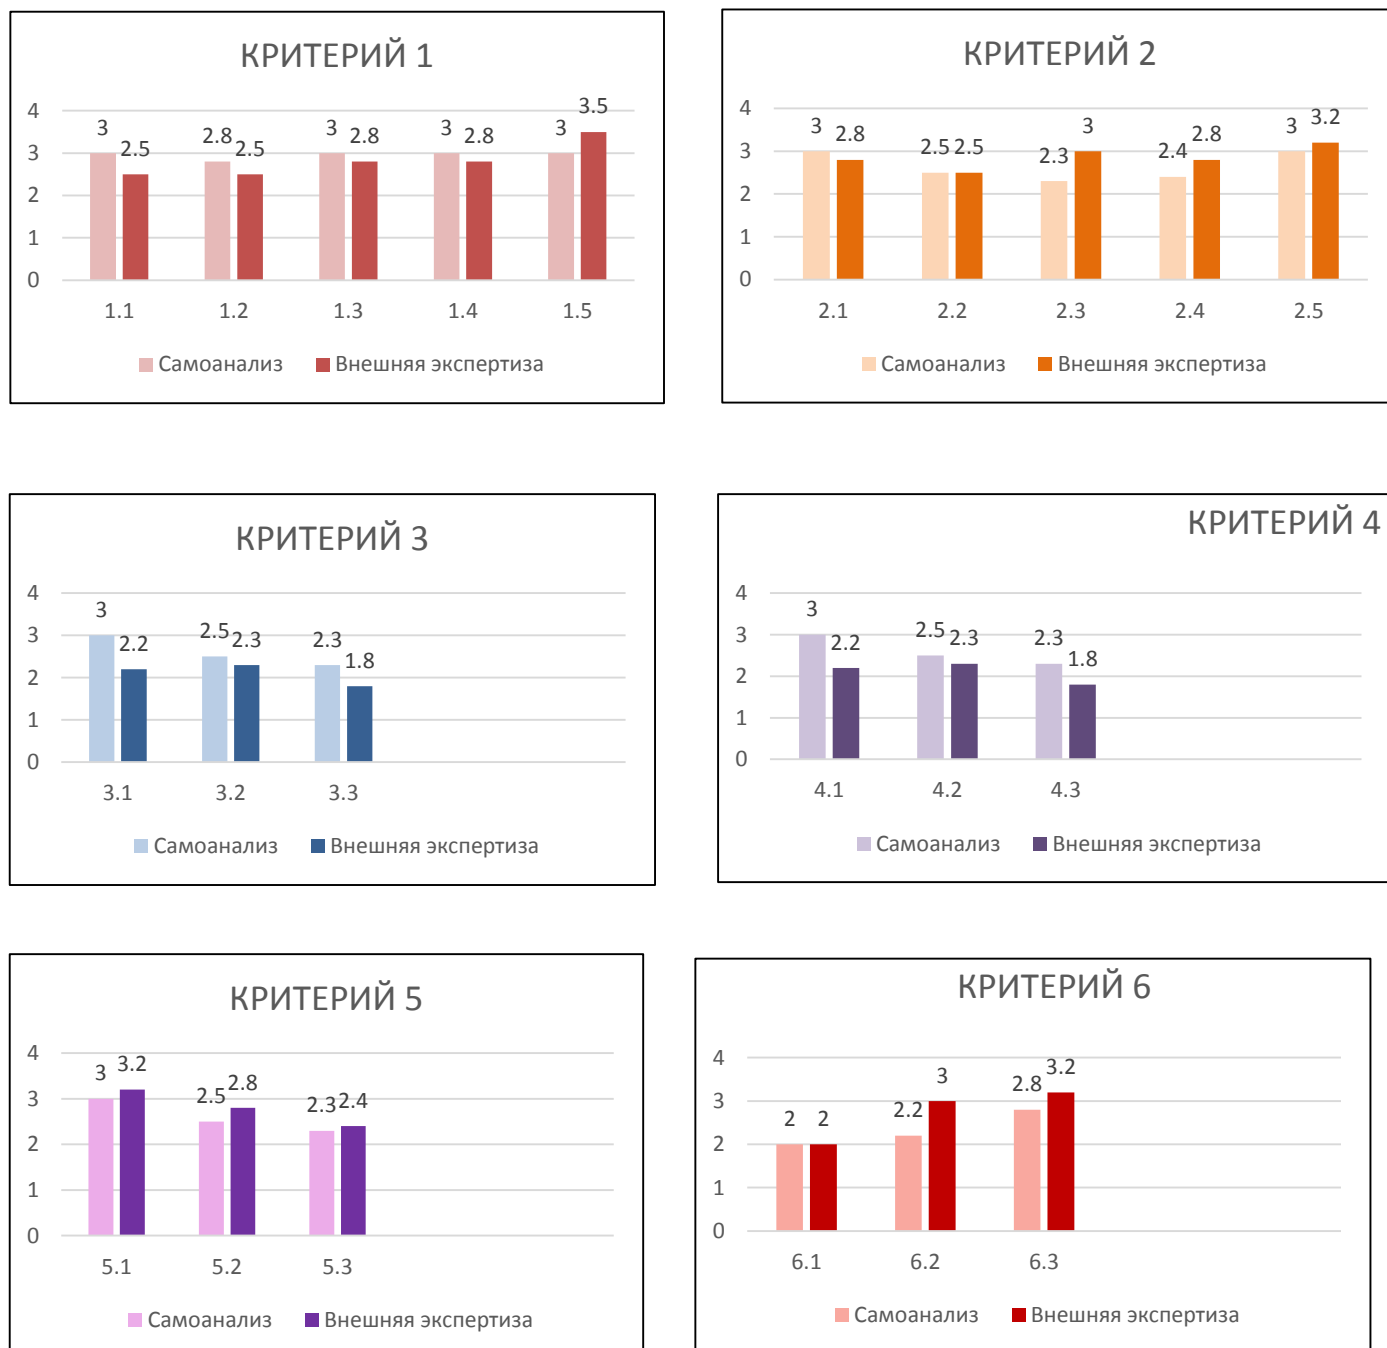 КРИТЕРИЙ 1
4
3
2
1
0
3 2.5 2.8 2.5 3 2.8 3 2.8 3 3.5
1.1 1.2 1.3 1.4 1.5
Самоанализ Внешняя экспертиза
КРИТЕРИЙ 2
4
3
2
1
0
3 2.8 2.5 2.5 2.3 3 2.4 2.8 3 3.2
2.1 2.2 2.3 2.4 2.5
Самоанализ Внешняя экспертиза
КРИТЕРИЙ 3
4
3
2
1
0
3 2.2 2.5 2.3 2.3 1.8
3.1 3.2 3.3
Самоанализ Внешняя экспертиза
КРИТЕРИЙ 4
4
3
2
1
0
3 2.2 2.5 2.3 2.3 1.8
4.1 4.2 4.3
Самоанализ Внешняя экспертиза
КРИТЕРИЙ 5
4
3
2
1
0
3 3.2 2.5 2.8 2.3 2.4
5.1 5.2 5.3
Самоанализ Внешняя экспертиза
КРИТЕРИЙ 6
4
3
2
1
0
2 2 2.2 3 2.8 3.2
6.1 6.2 6.3
Самоанализ Внешняя экспертиза